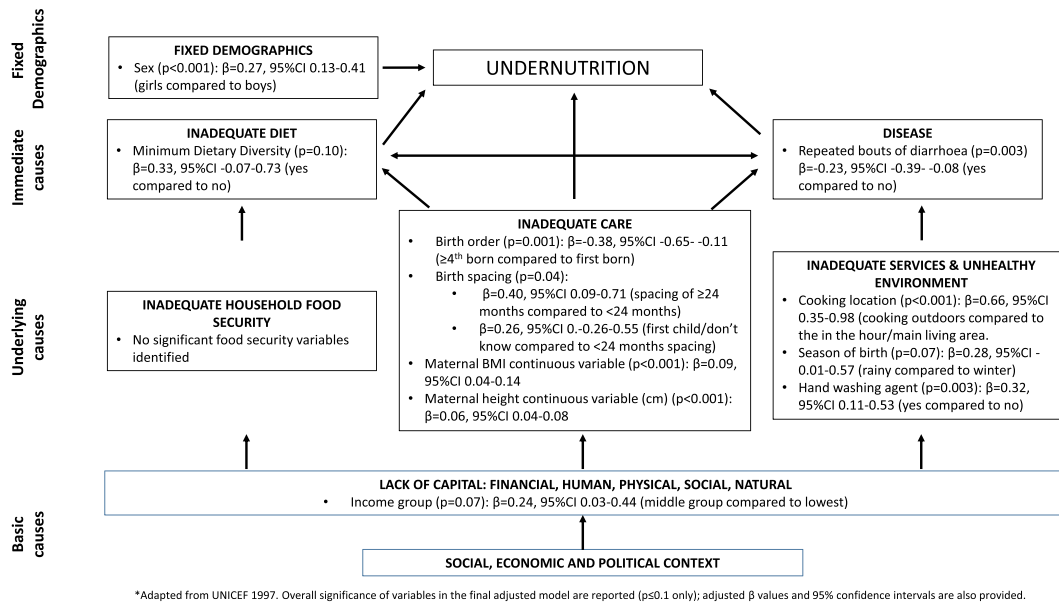 Fixed
Demographics
FIXED DEMOGRAPHICS
• Sex (p<0.001): β=0.27, 95%CI 0.13-0.41
(girls compared to boys)
UNDERNUTRITION
Immediate
causes
INADEQUATE DIET
• Minimum Dietary Diversity (p=0.10):
β=0.33, 95%CI -0.07-0.73 (yes
compared to no)
DISEASE
• Repeated bouts of diarrhoea (p=0.003)
β=-0.23, 95%CI -0.39- -0.08 (yes
compared to no)
Underlying
causes
INADEQUATE HOUSEHOLD FOOD
SECURITY
• No significant food security variables
identified
INADEQUATE CARE
• Birth order (p=0.001): β=-0.38, 95%CI -0.65- -0.11
(≥4th born compared to first born)
• Birth spacing (p=0.04):
• β=0.40, 95%CI 0.09-0.71 (spacing of ≥24
months compared to <24 months)
• β=0.26, 95%CI 0.-0.26-0.55 (first child/don't
know compared to <24 months spacing)
• Maternal BMI continuous variable (p<0.001): β=0.09,
95%CI 0.04-0.14
• Maternal height continuous variable (cm) (p<0.001):
β=0.06, 95%CI 0.04-0.08
INADEQUATE SERVICES & UNHEALTHY
ENVIRONMENT
• Cooking location (p<0.001): β=0.66, 95%CI
0.35-0.98 (cooking outdoors compared to
the in the hour/main living area.
• Season of birth (p=0.07): β=0.28, 95%CI -
0.01-0.57 (rainy compared to winter)
• Hand washing agent (p=0.003): β=0.32,
95%CI 0.11-0.53 (yes compared to no)
Basic
causes
LACK OF CAPITAL: FINANCIAL, HUMAN, PHYSICAL, SOCIAL, NATURAL
• Income group (p=0.07): β=0.24, 95%CI 0.03-0.44 (middle group compared to lowest)
SOCIAL, ECONOMIC AND POLITICAL CONTEXT
*Adapted from UNICEF 1997. Overall significance of variables in the final adjusted model are reported (p≤0.1 only); adjusted β values and 95% confidence intervals are also provided.